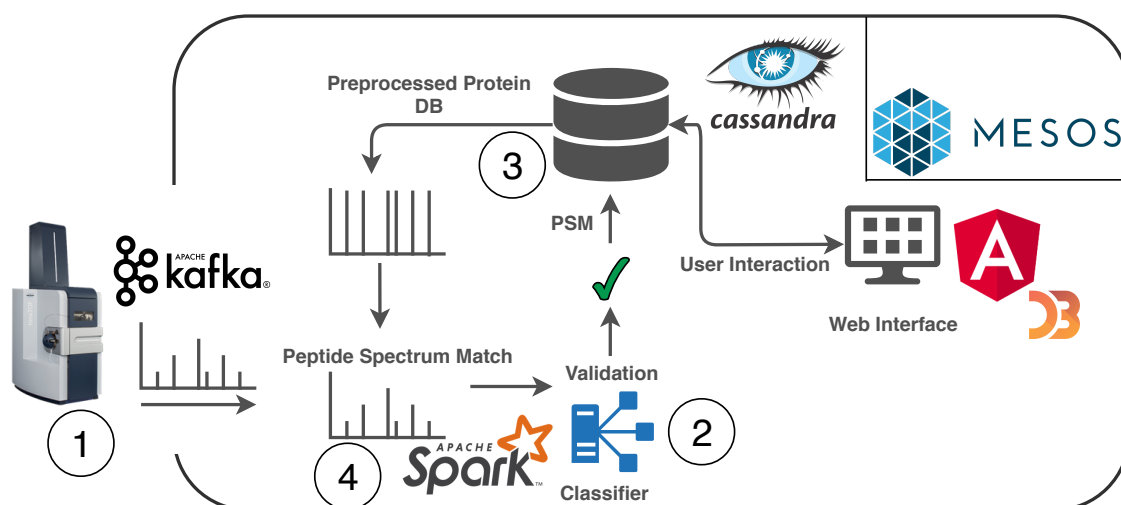 Preprocessed Protein
DB
cassandra
MESOS
3
PSM
APACHE
kafka®
User Interaction
Web Interface
Peptide Spectrum Match
Validation
1
2
4
APACHE
Spark™
Classifier